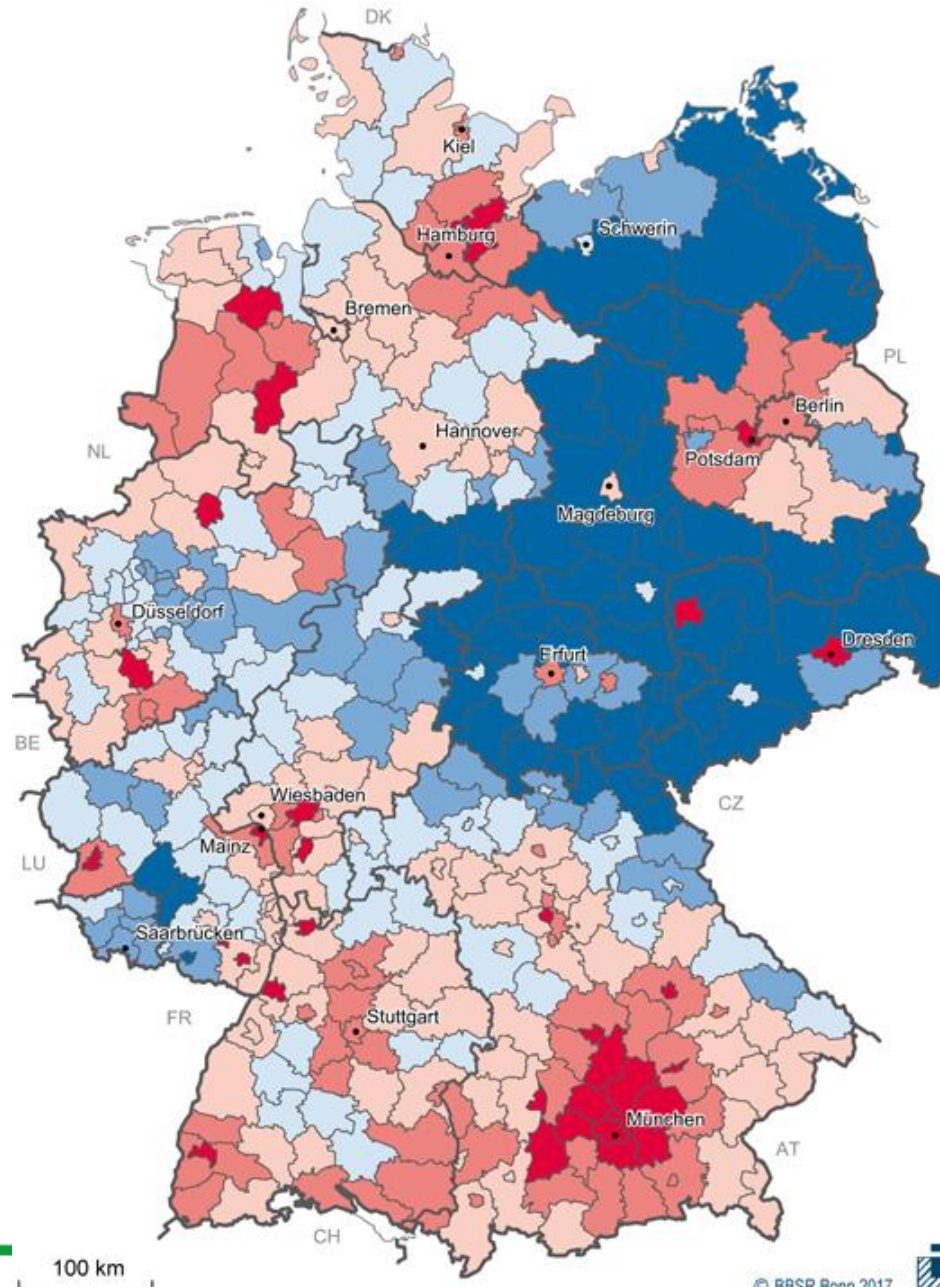 DK
Kiel
Schwerin
Hamburg
Bremen
PL
Berlin
Hannover
NL
Potsdam
Magdeburg
Düsseldorf
Dresden
Erfurt
BE
Wiesbaden
CZ
Mainz
LU
Saarbrücken
FR
Stuttgart
München
AT
CH
100 km
© BBSR Bonn 2017